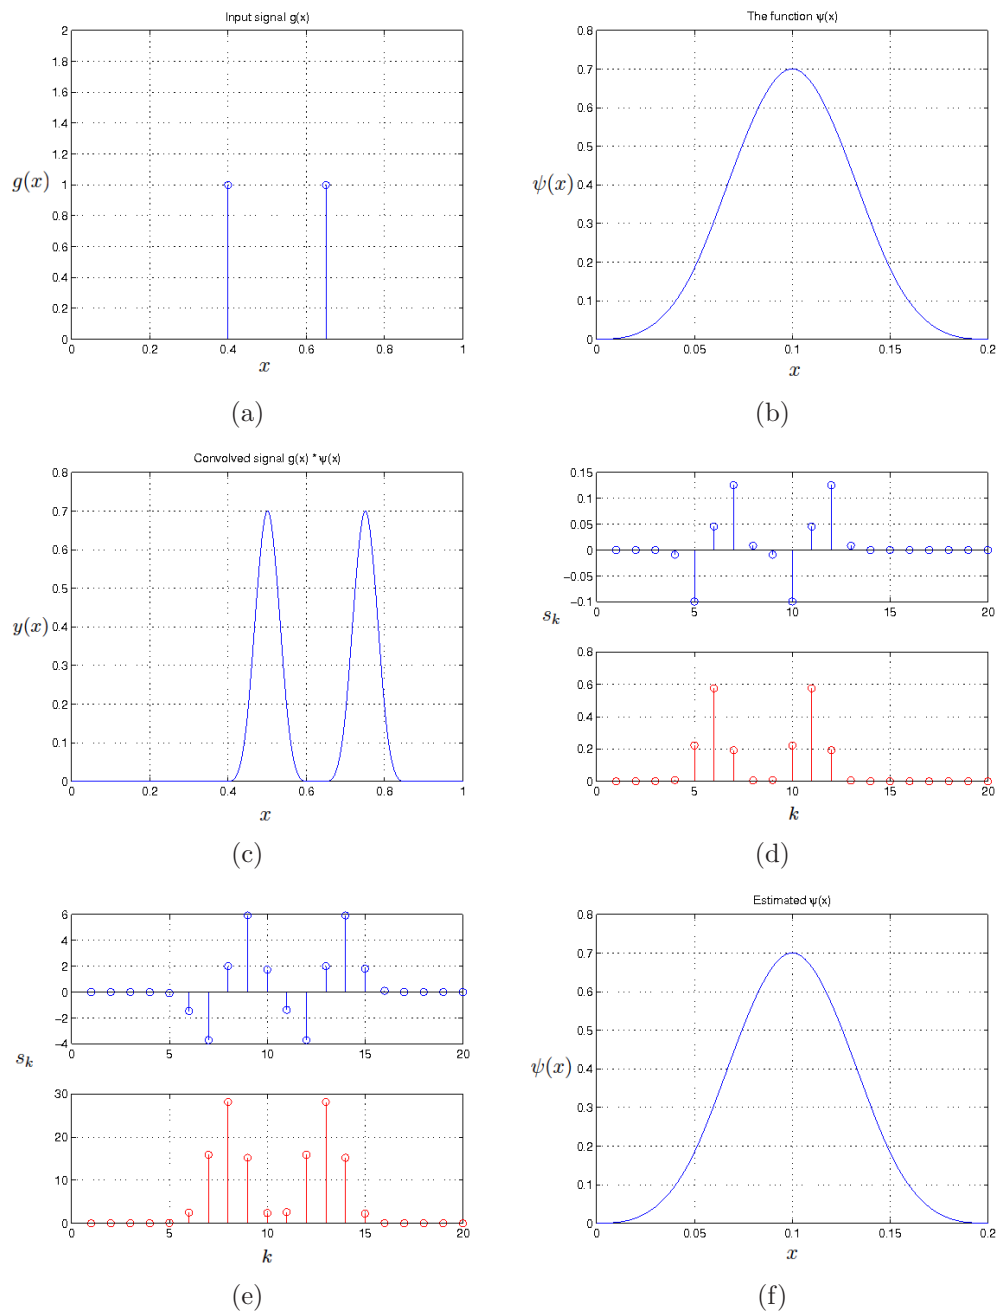 Input signal g(x)
2
1.8
1.6
1.4
1.2
1
0.8
0.6
0.4
0.2
0
g(x)
0 0.2 0.4 0.6 0.8 1
x
(a)
The function ψ(x)
0.8
0.7
0.6
0.5
0.4
0.3
0.2
0.1
0
ψ(x)
0 0.05 0.1 0.15 0.2
x
(b)
Convolved signal g(x) * ψ(x)
0.8
0.7
0.6
0.5
0.4
0.3
0.2
0.1
0
y(x)
0 0.2 0.4 0.6 0.8 1
x
(c)
0.15
0.1
0.05
0
−0.05
−0.1
0 5 10 15 20
s_k
0.8
0.6
0.4
0.2
0
0 5 10 15 20
k
(d)
6
4
2
0
−2
−4
0 5 10 15 20
s_k
30
20
10
0
0 5 10 15 20
k
(e)
Estimated ψ(x)
0.8
0.7
0.6
0.5
0.4
0.3
0.2
0.1
0
ψ(x)
0 0.05 0.1 0.15 0.2
x
(f)